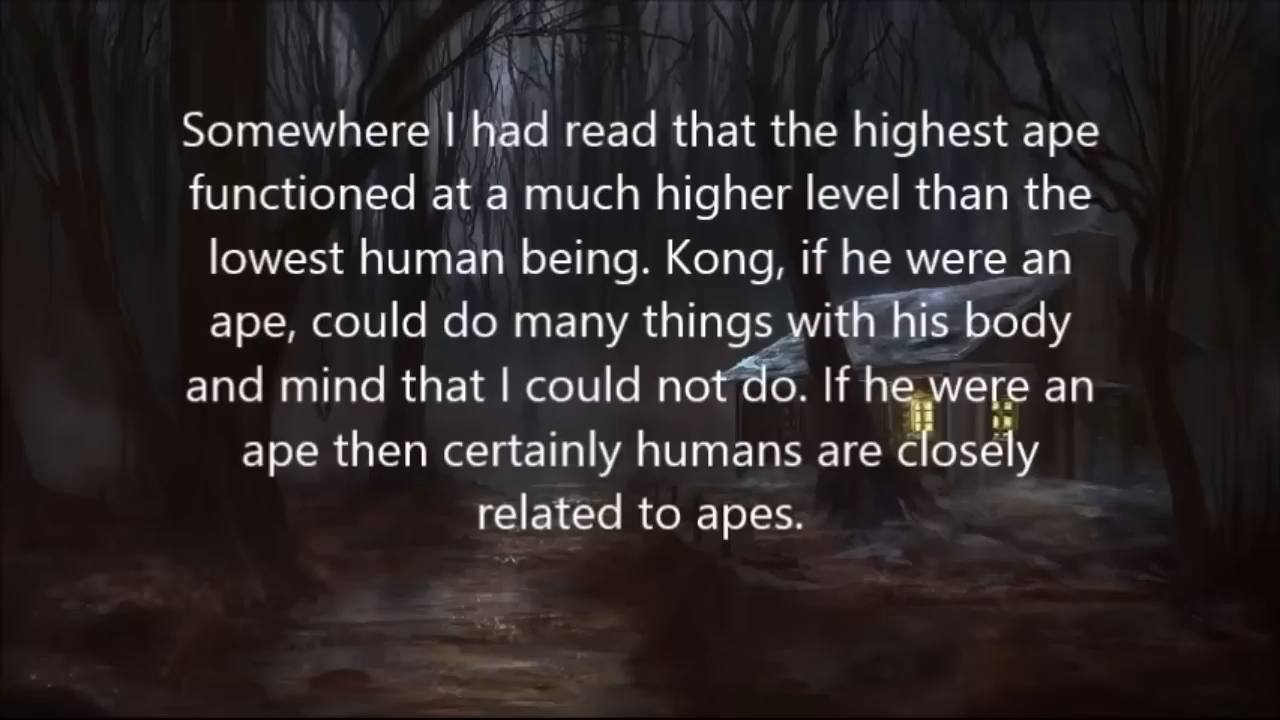 Somewhere I had read that the highest ape
functioned at a much higher level than the
lowest human being. Kong, if he were an
ape, could do many things with his body
and mind that I could not do. If he were an
ape then certainly humans are closely
related to apes.